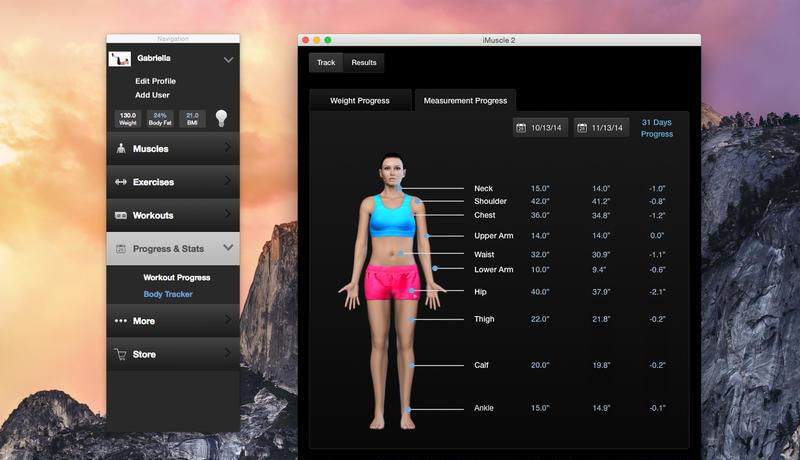 Navigation
Gabriella
Edit Profile
Add User
130.0 24% 21.0
Weight Body Fat BMI
Muscles
Exercises
Workouts
Progress & Stats
Workout Progress
Body Tracker
More
Store
iMuscle 2
Track Results
Weight Progress Measurement Progress
10/13/14 11/13/14 31 Days
Progress
Neck 15.0" 14.0" -1.0"
Shoulder 42.0" 41.2" -0.8"
Chest 36.0" 34.8" -1.2"
Upper Arm 14.0" 14.0" 0.0"
Waist 32.0" 30.9" -1.1"
Lower Arm 10.0" 9.4" -0.6"
Hip 40.0" 37.9" -2.1"
Thigh 22.0" 21.8" -0.2"
Calf 20.0" 19.8" -0.2"
Ankle 15.0" 14.9" -0.1"